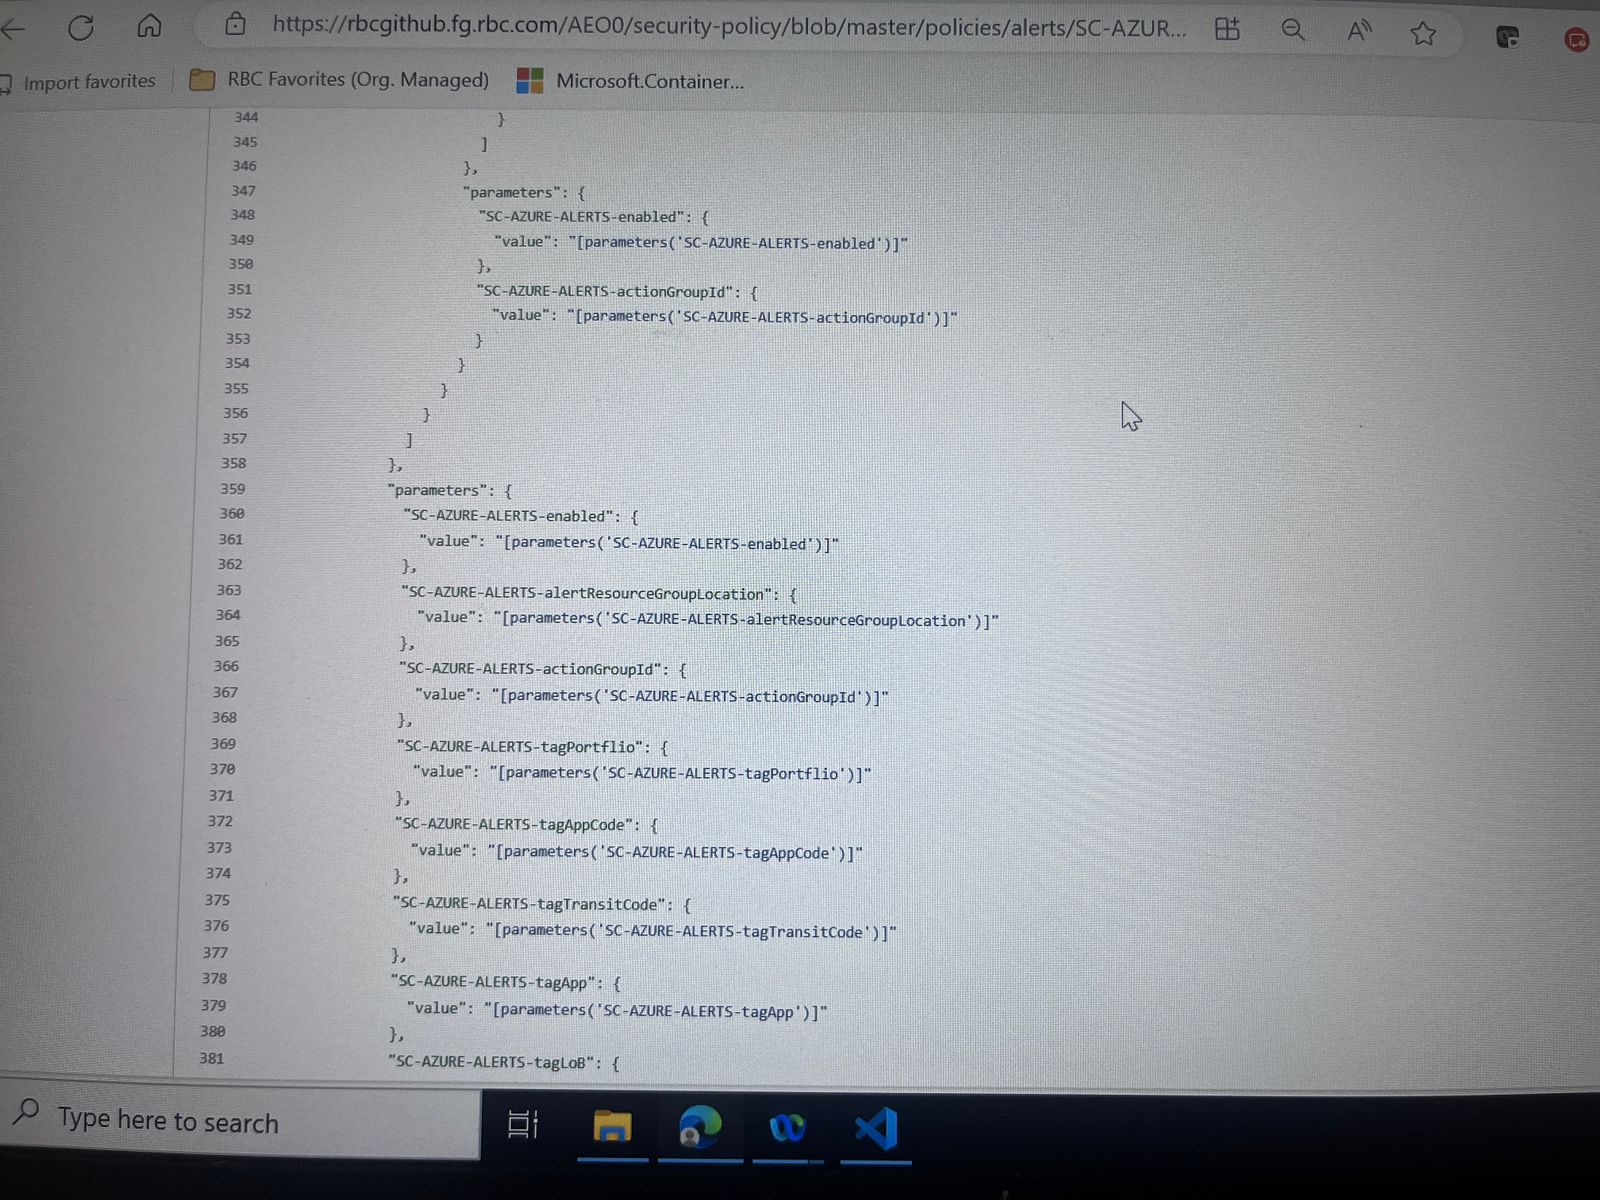 https://rbcgithub.fg.rbc.com/AEO0/security-policy/blob/master/policies/alerts/SC-AZUR...
Import favorites
RBC Favorites (Org. Managed)
Microsoft.Container...
344 }
345 ]
346 },
347 "parameters": {
348 "SC-AZURE-ALERTS-enabled": {
349 "value": "[parameters('SC-AZURE-ALERTS-enabled')]"
350 },
351 "SC-AZURE-ALERTS-actionGroupId": {
352 "value": "[parameters('SC-AZURE-ALERTS-actionGroupId')]"
353 }
354 }
355 }
356 }
357 ]
358 },
359 "parameters": {
360 "SC-AZURE-ALERTS-enabled": {
361 "value": "[parameters('SC-AZURE-ALERTS-enabled')]"
362 },
363 "SC-AZURE-ALERTS-alertResourceGroupLocation": {
364 "value": "[parameters('SC-AZURE-ALERTS-alertResourceGroupLocation')]"
365 },
366 "SC-AZURE-ALERTS-actionGroupId": {
367 "value": "[parameters('SC-AZURE-ALERTS-actionGroupId')]"
368 },
369 "SC-AZURE-ALERTS-tagPortflio": {
370 "value": "[parameters('SC-AZURE-ALERTS-tagPortflio')]"
371 },
372 "SC-AZURE-ALERTS-tagAppCode": {
373 "value": "[parameters('SC-AZURE-ALERTS-tagAppCode')]"
374 },
375 "SC-AZURE-ALERTS-tagTransitCode": {
376 "value": "[parameters('SC-AZURE-ALERTS-tagTransitCode')]"
377 },
378 "SC-AZURE-ALERTS-tagApp": {
379 "value": "[parameters('SC-AZURE-ALERTS-tagApp')]"
380 },
381 "SC-AZURE-ALERTS-tagLoB": {
Type here to search